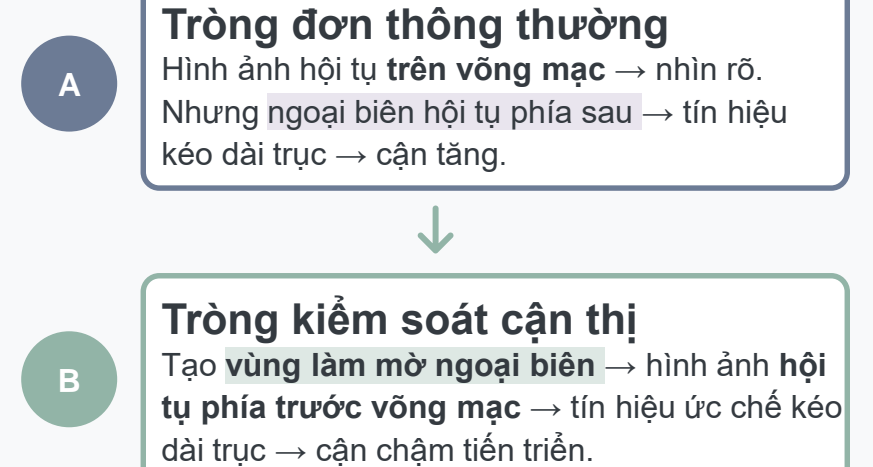 Tròng đơn thông thường
A
Hình ảnh hội tụ trên võng mạc → nhìn rõ.
Nhưng ngoại biên hội tụ phía sau → tín hiệu
kéo dài trục → cận tăng.
Tròng kiểm soát cận thị
B
Tạo vùng làm mờ ngoại biên → hình ảnh hội
tụ phía trước võng mạc → tín hiệu ức chế kéo
dài trục → cận chậm tiến triển.